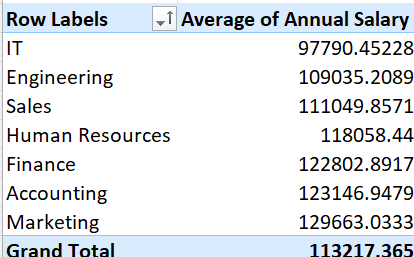 Row Labels Average of Annual Salary
IT 97790.45228
Engineering 109035.2089
Sales 111049.8571
Human Resources 118058.44
Finance 122802.8917
Accounting 123146.9479
Marketing 129663.0333
Grand Total 113217.365